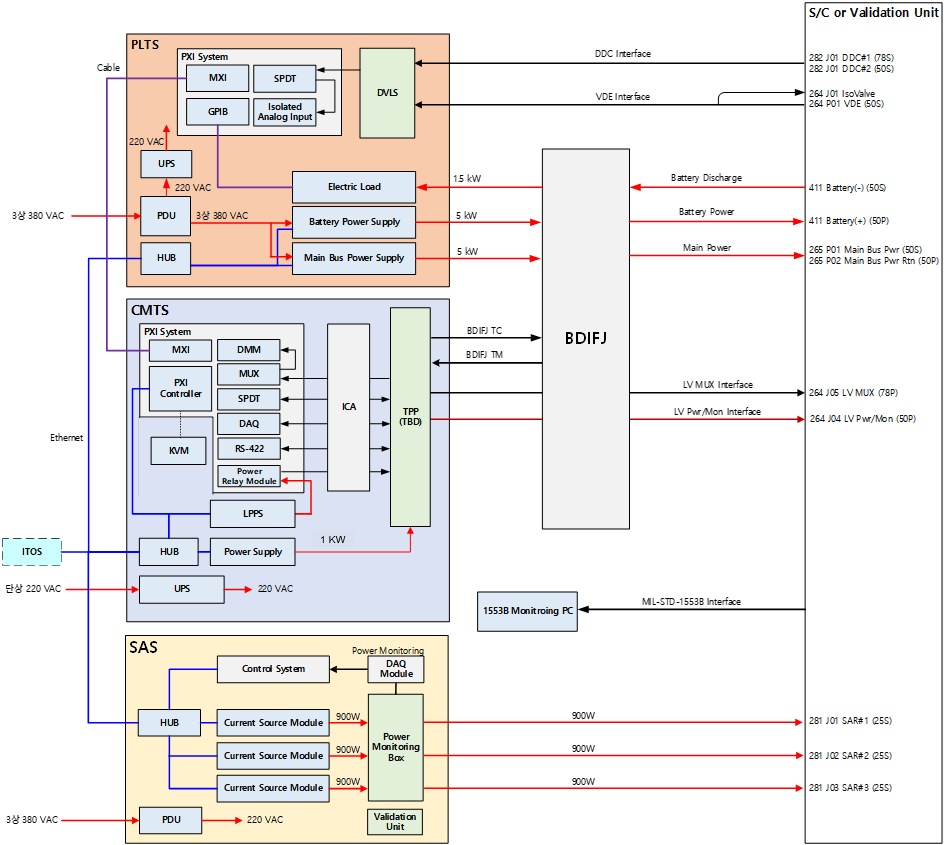 S/C or Validation Unit
PLTS
PXI System
Cable
MXI
SPDT
GPIB
Isolated
Analog Input
DVLS
DDC Interface
282 J01 DDC#1 (78S)
282 J01 DDC#2 (50S)
VDE Interface
264 J01 IsoValve
264 P01 VDE (50S)
220 VAC
UPS
220 VAC
3상 380 VAC
PDU
3상 380 VAC
HUB
Electric Load
Battery Power Supply
Main Bus Power Supply
1.5 kW
5 kW
5 kW
BDIFJ
Battery Discharge
411 Battery(-) (50S)
Battery Power
411 Battery(+) (50P)
Main Power
265 P01 Main Bus Pwr (50S)
265 P02 Main Bus Pwr Rtn (50P)
CMTS
PXI System
MXI
PXI
Controller
KVM
DMM
MUX
SPDT
DAQ
RS-422
Power
Relay Module
ICA
TPP
(TBD)
BDIFJ TC
BDIFJ TM
LV MUX Interface
264 J05 LV MUX (78P)
LV Pwr/Mon Interface
264 J04 LV Pwr/Mon (50P)
Ethernet
LPPS
ITOS
HUB
Power Supply
1 KW
단상 220 VAC
UPS
220 VAC
1553B Monitroing PC
MIL-STD-1553B Interface
SAS
Power Monitoring
Control System
DAQ
Module
HUB
Current Source Module
900W
Current Source Module
900W
Current Source Module
900W
Power
Monitoring
Box
900W
281 J01 SAR#1 (25S)
900W
281 J02 SAR#2 (25S)
900W
281 J03 SAR#3 (25S)
3상 380 VAC
PDU
220 VAC
Validation
Unit